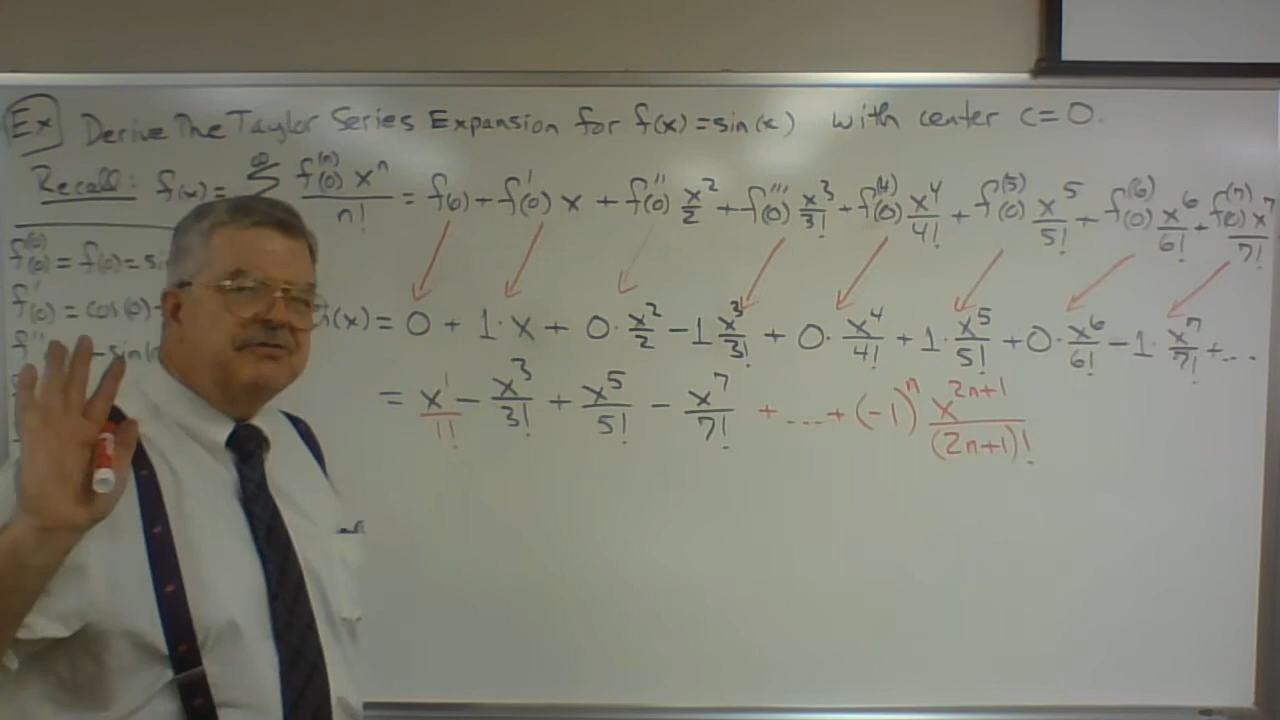 Ex Derive The Taylor Series Expansion for f(x) = sin(x) with center c = 0.
Recall: f(x) = ∞ Σ f⁽ⁿ⁾(0) xⁿ / n! = f(0) + f'(0) x + f''(0) x²/2 + f'''(0) x³/3! + f⁽⁴⁾(0) x⁴/4! + f⁽⁵⁾(0) x⁵/5! + f⁽⁶⁾(0) x⁶/6! + f⁽⁷⁾(0) x⁷/7!
f⁽⁰⁾(0) = f(0) = sin
f'(0) = cos(0)
(x) = 0 + 1·x + 0·x²/2 − 1 x³/3! + 0·x⁴/4! + 1·x⁵/5! + 0·x⁶/6! − 1·x⁷/7! + ...
f'' -sin(
= x¹/1! − x³/3! + x⁵/5! − x⁷/7! + ... + (-1)ⁿ x²ⁿ⁺¹/(2n+1)!